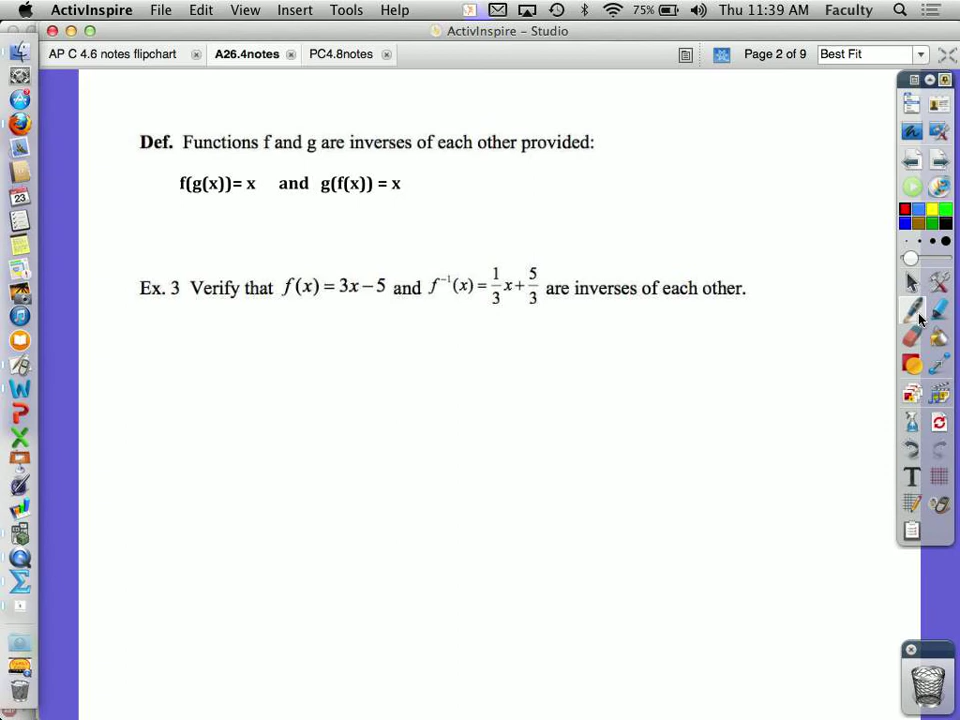 ActivInspire File Edit View Insert Tools Help 75% Thu 11:39 AM Faculty
ActivInspire – Studio
AP C 4.6 notes flipchart A26.4notes PC4.8notes Page 2 of 9 Best Fit
Def. Functions f and g are inverses of each other provided:
f(g(x))= x and g(f(x)) = x
Ex. 3 Verify that f(x) = 3x − 5 and f⁻¹(x) = 1/3 x + 5/3 are inverses of each other.
23
T